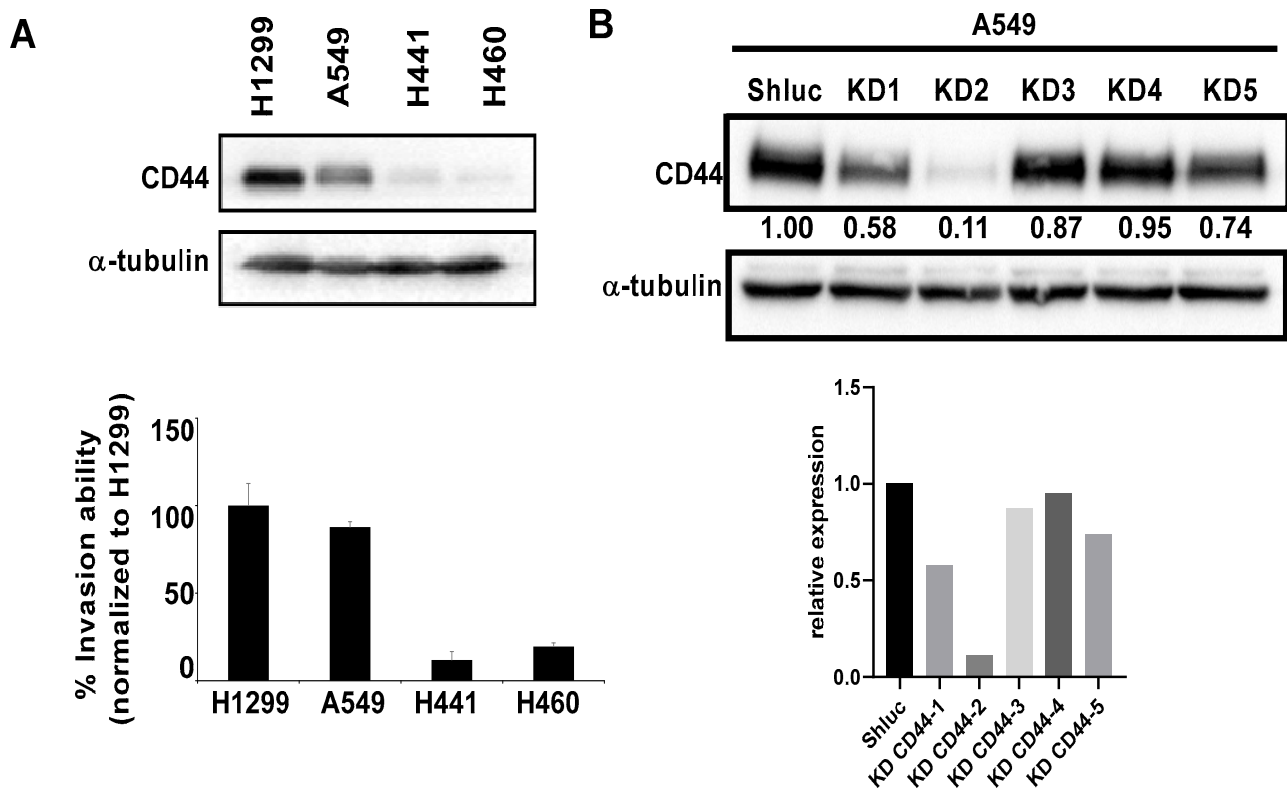 A
H1299
A549
H441
H460
CD44
α-tubulin
% Invasion ability
(normalized to H1299)
150
100
50
0
H1299
A549
H441
H460
B
A549
Shluc KD1 KD2 KD3 KD4 KD5
CD44
1.00 0.58 0.11 0.87 0.95 0.74
α-tubulin
relative expression
1.5
1.0
0.5
0.0
Shluc
KD CD44-1
KD CD44-2
KD CD44-3
KD CD44-4
KD CD44-5